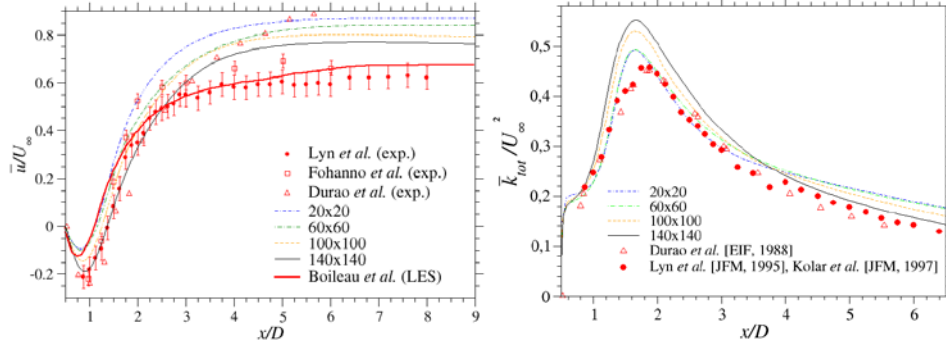 0.8
0.6
0.4
0.2
0
-0.2
u̅/U∞
1 2 3 4 5 6 7 8 9
x/D
Lyn et al. (exp.)
Fohanno et al. (exp.)
Durao et al. (exp.)
20x20
60x60
100x100
140x140
Boileau et al. (LES)
0,5
0,4
0,3
0,2
0,1
0
k̅tot/U∞²
1 2 3 4 5 6
x/D
20x20
60x60
100x100
140x140
Durao et al. [EIF, 1988]
Lyn et al. [JFM, 1995], Kolar et al. [JFM, 1997]